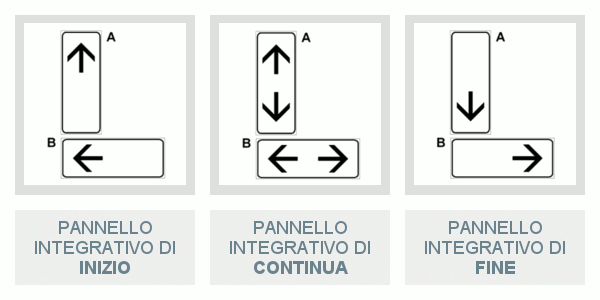 A
B
A
B
A
B
PANNELLO
INTEGRATIVO DI
INIZIO
PANNELLO
INTEGRATIVO DI
CONTINUA
PANNELLO
INTEGRATIVO DI
FINE